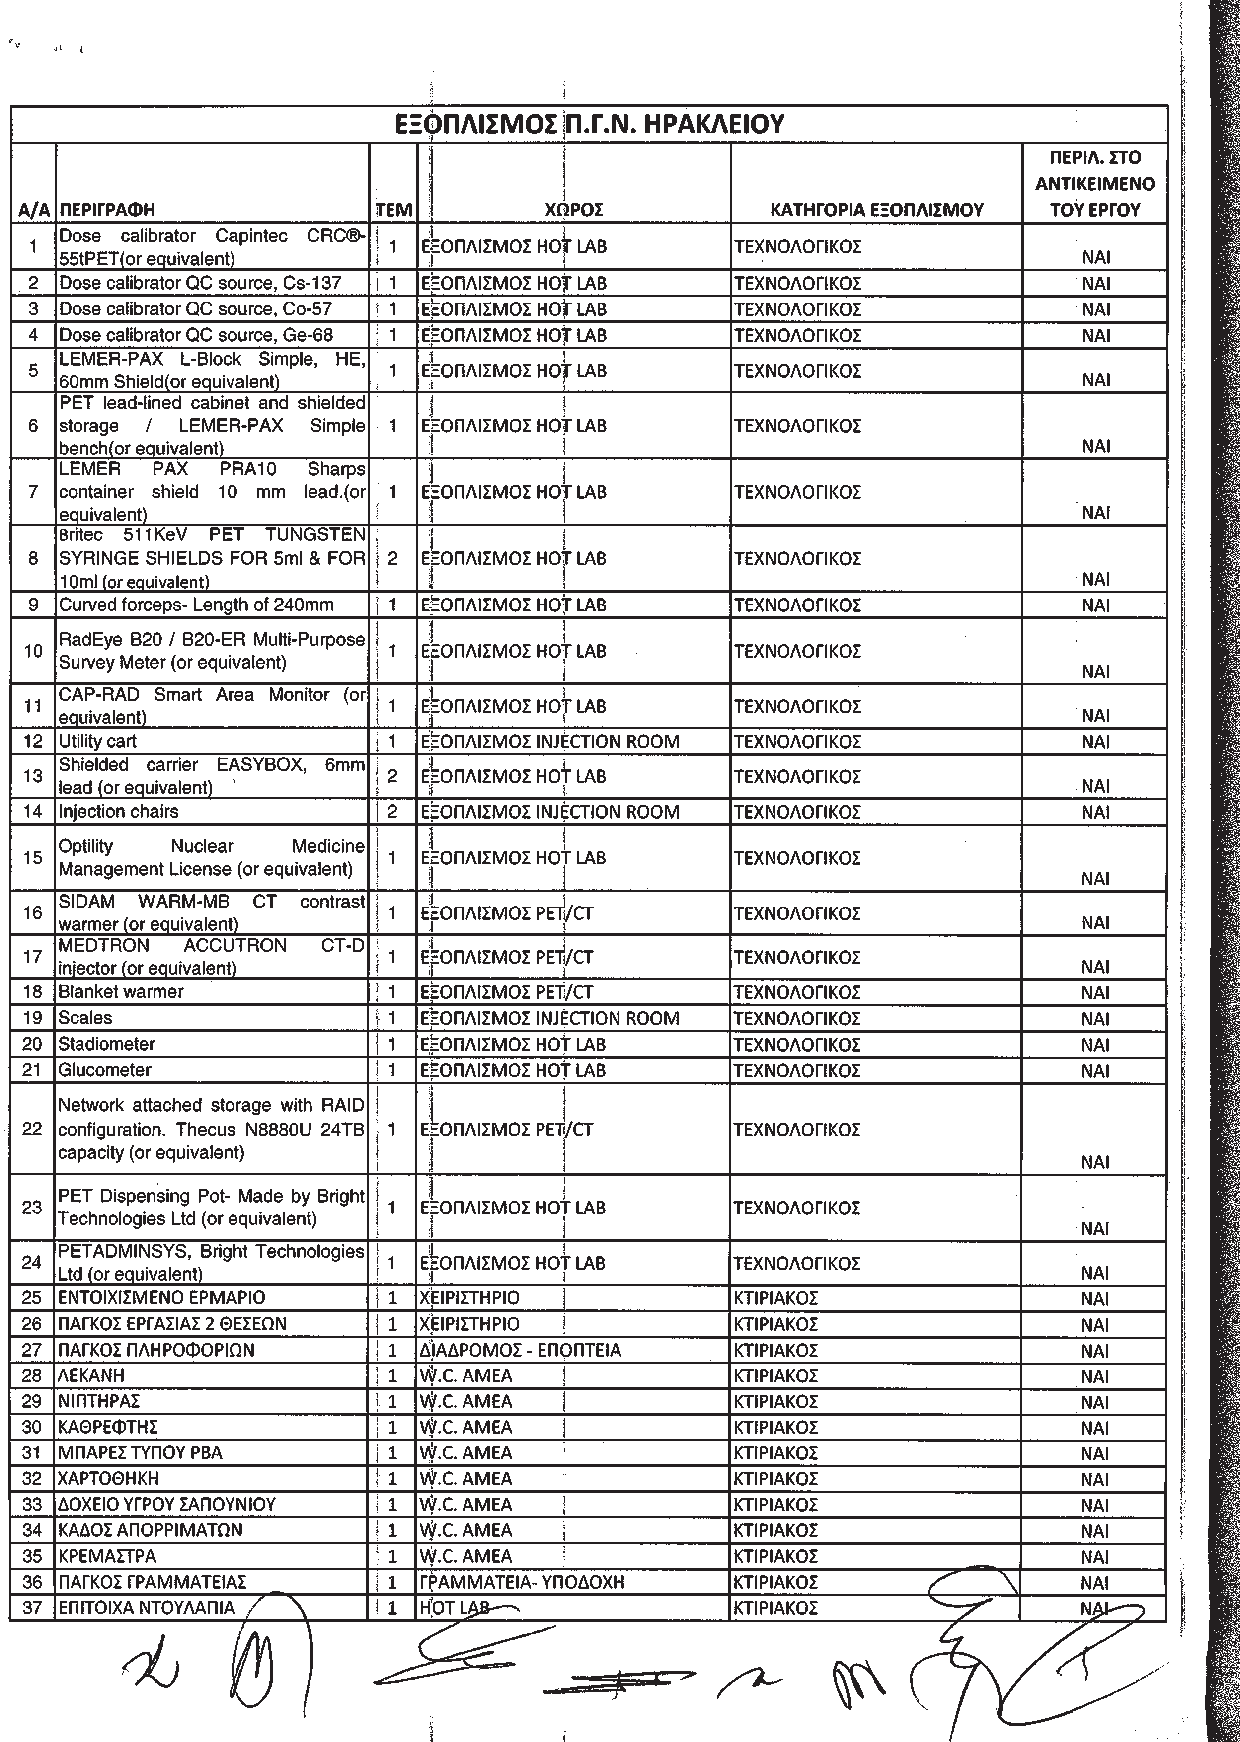 ΕΞΟΠΛΙΣΜΟΣ Π.Γ.Ν. ΗΡΑΚΛΕΙΟΥ
Α/Α ΠΕΡΙΓΡΑΦΗ ΤΕΜ ΧΩΡΟΣ ΚΑΤΗΓΟΡΙΑ ΕΞΟΠΛΙΣΜΟΥ ΠΕΡΙΛ. ΣΤΟ
ΑΝΤΙΚΕΙΜΕΝΟ
ΤΟΥ ΕΡΓΟΥ
1 Dose calibrator Capintec CRC®-
55tPET(or equivalent) 1 ΕΞΟΠΛΙΣΜΟΣ HOT LAB ΤΕΧΝΟΛΟΓΙΚΟΣ ΝΑΙ
2 Dose calibrator QC source, Cs-137 1 ΕΞΟΠΛΙΣΜΟΣ HOT LAB ΤΕΧΝΟΛΟΓΙΚΟΣ ΝΑΙ
3 Dose calibrator QC source, Co-57 1 ΕΞΟΠΛΙΣΜΟΣ HOT LAB ΤΕΧΝΟΛΟΓΙΚΟΣ ΝΑΙ
4 Dose calibrator QC source, Ge-68 1 ΕΞΟΠΛΙΣΜΟΣ HOT LAB ΤΕΧΝΟΛΟΓΙΚΟΣ ΝΑΙ
5 LEMER-PAX L-Block Simple, HE,
60mm Shield(or equivalent) 1 ΕΞΟΠΛΙΣΜΟΣ HOT LAB ΤΕΧΝΟΛΟΓΙΚΟΣ ΝΑΙ
PET lead-lined cabinet and shielded
6 storage / LEMER-PAX Simple 1 ΕΞΟΠΛΙΣΜΟΣ HOT LAB ΤΕΧΝΟΛΟΓΙΚΟΣ
bench(or equivalent) ΝΑΙ
LEMER PAX PRA10 Sharps
7 container shield 10 mm lead.(or 1 ΕΞΟΠΛΙΣΜΟΣ HOT LAB ΤΕΧΝΟΛΟΓΙΚΟΣ
equivalent) ΝΑΙ
Britec 511KeV PET TUNGSTEN
8 SYRINGE SHIELDS FOR 5ml & FOR 2 ΕΞΟΠΛΙΣΜΟΣ HOT LAB ΤΕΧΝΟΛΟΓΙΚΟΣ
10ml (or equivalent) ΝΑΙ
9 Curved forceps- Length of 240mm 1 ΕΞΟΠΛΙΣΜΟΣ HOT LAB ΤΕΧΝΟΛΟΓΙΚΟΣ ΝΑΙ
10 RadEye B20 / B20-ER Multi-Purpose
Survey Meter (or equivalent) 1 ΕΞΟΠΛΙΣΜΟΣ HOT LAB ΤΕΧΝΟΛΟΓΙΚΟΣ ΝΑΙ
11 CAP-RAD Smart Area Monitor (or
equivalent) 1 ΕΞΟΠΛΙΣΜΟΣ HOT LAB ΤΕΧΝΟΛΟΓΙΚΟΣ ΝΑΙ
12 Utility cart 1 ΕΞΟΠΛΙΣΜΟΣ INJECTION ROOM ΤΕΧΝΟΛΟΓΙΚΟΣ ΝΑΙ
13 Shielded carrier EASYBOX, 6mm
lead (or equivalent) 2 ΕΞΟΠΛΙΣΜΟΣ HOT LAB ΤΕΧΝΟΛΟΓΙΚΟΣ ΝΑΙ
14 Injection chairs 2 ΕΞΟΠΛΙΣΜΟΣ INJECTION ROOM ΤΕΧΝΟΛΟΓΙΚΟΣ ΝΑΙ
15 Optility Nuclear Medicine
Management License (or equivalent) 1 ΕΞΟΠΛΙΣΜΟΣ HOT LAB ΤΕΧΝΟΛΟΓΙΚΟΣ ΝΑΙ
16 SIDAM WARM-MB CT contrast
warmer (or equivalent) 1 ΕΞΟΠΛΙΣΜΟΣ PET/CT ΤΕΧΝΟΛΟΓΙΚΟΣ ΝΑΙ
17 MEDTRON ACCUTRON CT-D
injector (or equivalent) 1 ΕΞΟΠΛΙΣΜΟΣ PET/CT ΤΕΧΝΟΛΟΓΙΚΟΣ ΝΑΙ
18 Blanket warmer 1 ΕΞΟΠΛΙΣΜΟΣ PET/CT ΤΕΧΝΟΛΟΓΙΚΟΣ ΝΑΙ
19 Scales 1 ΕΞΟΠΛΙΣΜΟΣ INJECTION ROOM ΤΕΧΝΟΛΟΓΙΚΟΣ ΝΑΙ
20 Stadiometer 1 ΕΞΟΠΛΙΣΜΟΣ HOT LAB ΤΕΧΝΟΛΟΓΙΚΟΣ ΝΑΙ
21 Glucometer 1 ΕΞΟΠΛΙΣΜΟΣ HOT LAB ΤΕΧΝΟΛΟΓΙΚΟΣ ΝΑΙ
Network attached storage with RAID
22 configuration. Thecus N8880U 24TB 1 ΕΞΟΠΛΙΣΜΟΣ PET/CT ΤΕΧΝΟΛΟΓΙΚΟΣ
capacity (or equivalent) ΝΑΙ
23 PET Dispensing Pot- Made by Bright
Technologies Ltd (or equivalent) 1 ΕΞΟΠΛΙΣΜΟΣ HOT LAB ΤΕΧΝΟΛΟΓΙΚΟΣ ΝΑΙ
24 PETADMINSYS, Bright Technologies
Ltd (or equivalent) 1 ΕΞΟΠΛΙΣΜΟΣ HOT LAB ΤΕΧΝΟΛΟΓΙΚΟΣ ΝΑΙ
25 ΕΝΤΟΙΧΙΣΜΕΝΟ ΕΡΜΑΡΙΟ 1 ΧΕΙΡΙΣΤΗΡΙΟ ΚΤΙΡΙΑΚΟΣ ΝΑΙ
26 ΠΑΓΚΟΣ ΕΡΓΑΣΙΑΣ 2 ΘΕΣΕΩΝ 1 ΧΕΙΡΙΣΤΗΡΙΟ ΚΤΙΡΙΑΚΟΣ ΝΑΙ
27 ΠΑΓΚΟΣ ΠΛΗΡΟΦΟΡΙΩΝ 1 ΔΙΑΔΡΟΜΟΣ - ΕΠΟΠΤΕΙΑ ΚΤΙΡΙΑΚΟΣ ΝΑΙ
28 ΛΕΚΑΝΗ 1 W.C. ΑΜΕΑ ΚΤΙΡΙΑΚΟΣ ΝΑΙ
29 ΝΙΠΤΗΡΑΣ 1 W.C. ΑΜΕΑ ΚΤΙΡΙΑΚΟΣ ΝΑΙ
30 ΚΑΘΡΕΦΤΗΣ 1 W.C. ΑΜΕΑ ΚΤΙΡΙΑΚΟΣ ΝΑΙ
31 ΜΠΑΡΕΣ ΤΥΠΟΥ PBA 1 W.C. ΑΜΕΑ ΚΤΙΡΙΑΚΟΣ ΝΑΙ
32 ΧΑΡΤΟΘΗΚΗ 1 W.C. ΑΜΕΑ ΚΤΙΡΙΑΚΟΣ ΝΑΙ
33 ΔΟΧΕΙΟ ΥΓΡΟΥ ΣΑΠΟΥΝΙΟΥ 1 W.C. ΑΜΕΑ ΚΤΙΡΙΑΚΟΣ ΝΑΙ
34 ΚΑΔΟΣ ΑΠΟΡΡΙΜΑΤΩΝ 1 W.C. ΑΜΕΑ ΚΤΙΡΙΑΚΟΣ ΝΑΙ
35 ΚΡΕΜΑΣΤΡΑ 1 W.C. ΑΜΕΑ ΚΤΙΡΙΑΚΟΣ ΝΑΙ
36 ΠΑΓΚΟΣ ΓΡΑΜΜΑΤΕΙΑΣ 1 ΓΡΑΜΜΑΤΕΙΑ- ΥΠΟΔΟΧΗ ΚΤΙΡΙΑΚΟΣ ΝΑΙ
37 ΕΠΙΤΟΙΧΑ ΝΤΟΥΛΑΠΙΑ 1 HOT LAB ΚΤΙΡΙΑΚΟΣ ΝΑΙ